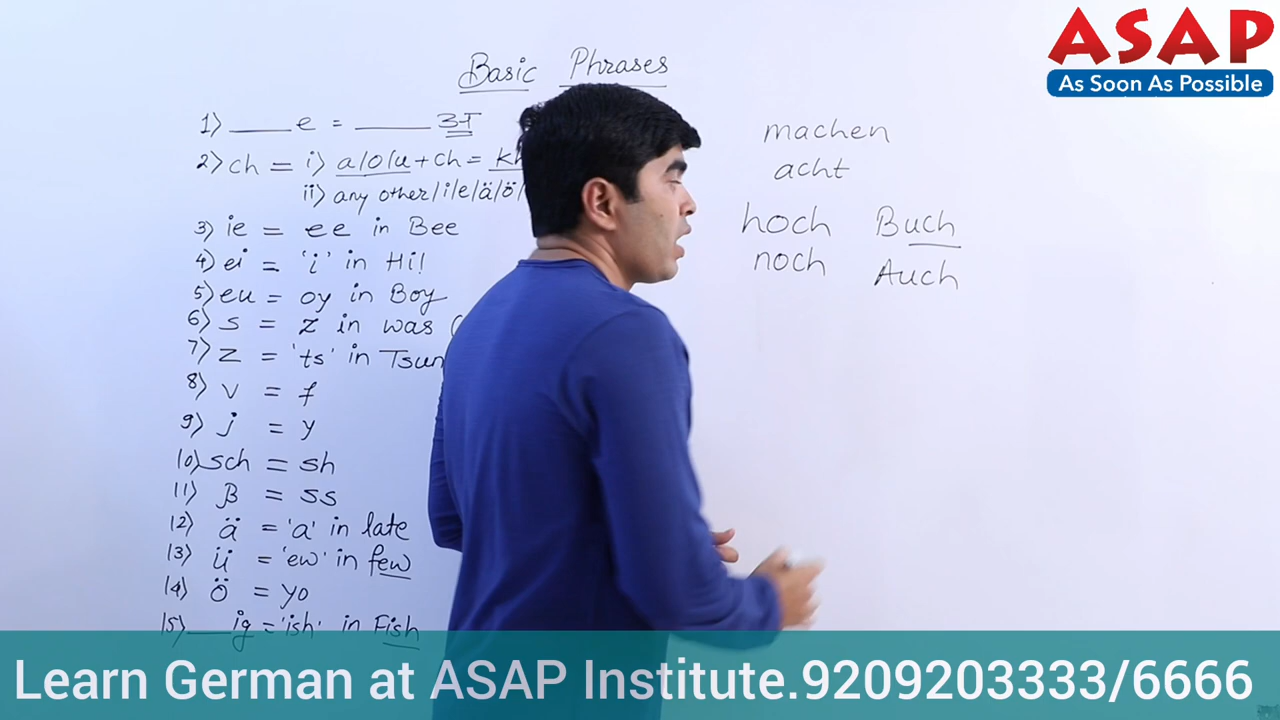 ASAP
As Soon As Possible
Basic Phrases
1) ____e = _____
2) ch = i) a/o/u + ch =
ii) any other/i/e/ä/ö/
3) ie = ee in Bee
4) ei = 'i' in Hi!
5) eu = oy in Boy
6) s = z in was (
7) z = 'ts' in Tsun
8) v = f
9) j = y
10) sch = sh
11) β = ss
12) ä = 'a' in late
13) ü = 'ew' in few
14) ö = yo
15) ___ig = 'ish' in Fish
machen
acht
hoch Buch
noch Auch
Learn German at ASAP Institute.9209203333/6666